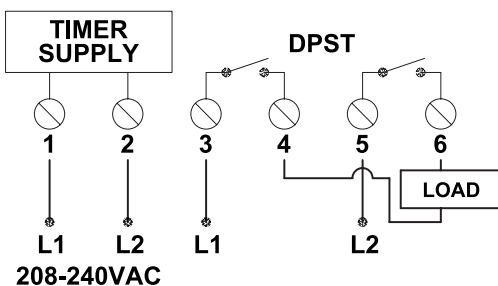 TIMER
SUPPLY
DPST
1 2 3 4 5 6
LOAD
L1 L2 L1 L2
208-240VAC